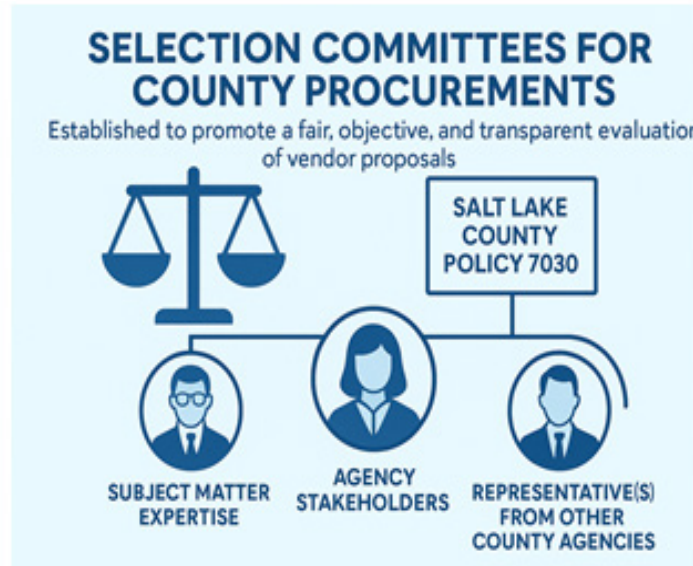 SELECTION COMMITTEES FOR
COUNTY PROCUREMENTS
Established to promote a fair, objective, and transparent evaluation
of vendor proposals
SALT LAKE
COUNTY
POLICY 7030
SUBJECT MATTER
EXPERTISE
AGENCY
STAKEHOLDERS
REPRESENTATIVE(S)
FROM OTHER
COUNTY AGENCIES